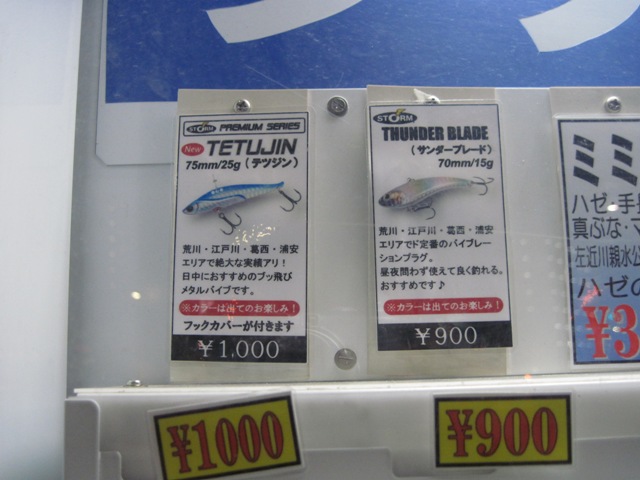 STORM PREMIUM SERIES
New TETUJIN
75mm/25g (テツジン)
荒川・江戸川・葛西・浦安
エリアで絶大な実績アリ！
日中におすすめのブッ飛び
メタルバイブです。
※カラーは出てのお楽しみ！
フックカバーが付きます
￥1,000
STORM
THUNDER BLADE
(サンダーブレード)
70mm/15g
荒川・江戸川・葛西・浦安
エリアでド定番のバイブレー
ションプラグ。
昼夜問わず使えて良く釣れる。
おすすめです♪
※カラーは出てのお楽しみ！
￥900
ミミ
ハゼ・手長
真ぶな・
左近川親水公
ハゼの
¥3
¥1000
¥900